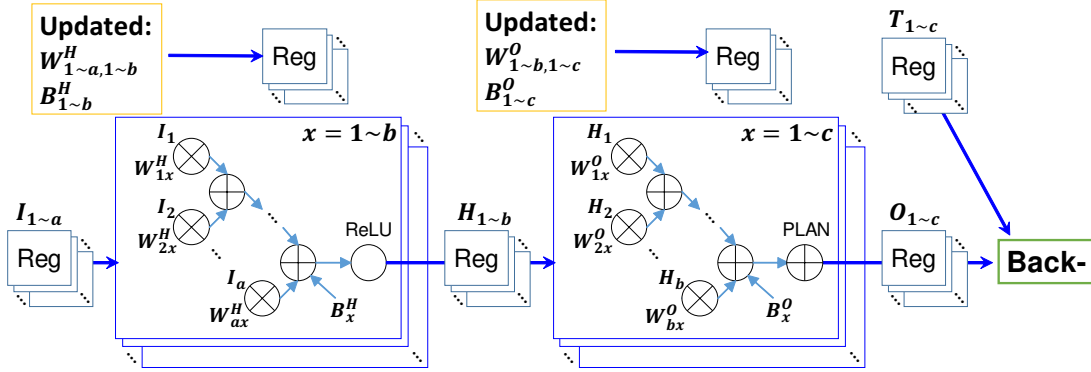 Updated:
W^H_{1~a,1~b}
B^H_{1~b}
Reg
Updated:
W^O_{1~b,1~c}
B^O_{1~c}
Reg
T_{1~c}
Reg
x = 1~b
I_1
W^H_{1x}
I_2
W^H_{2x}
I_a
W^H_{ax}
B^H_x
ReLU
x = 1~c
H_1
W^O_{1x}
H_2
W^O_{2x}
H_b
W^O_{bx}
B^O_x
PLAN
I_{1~a}
Reg
H_{1~b}
Reg
O_{1~c}
Reg
Back-